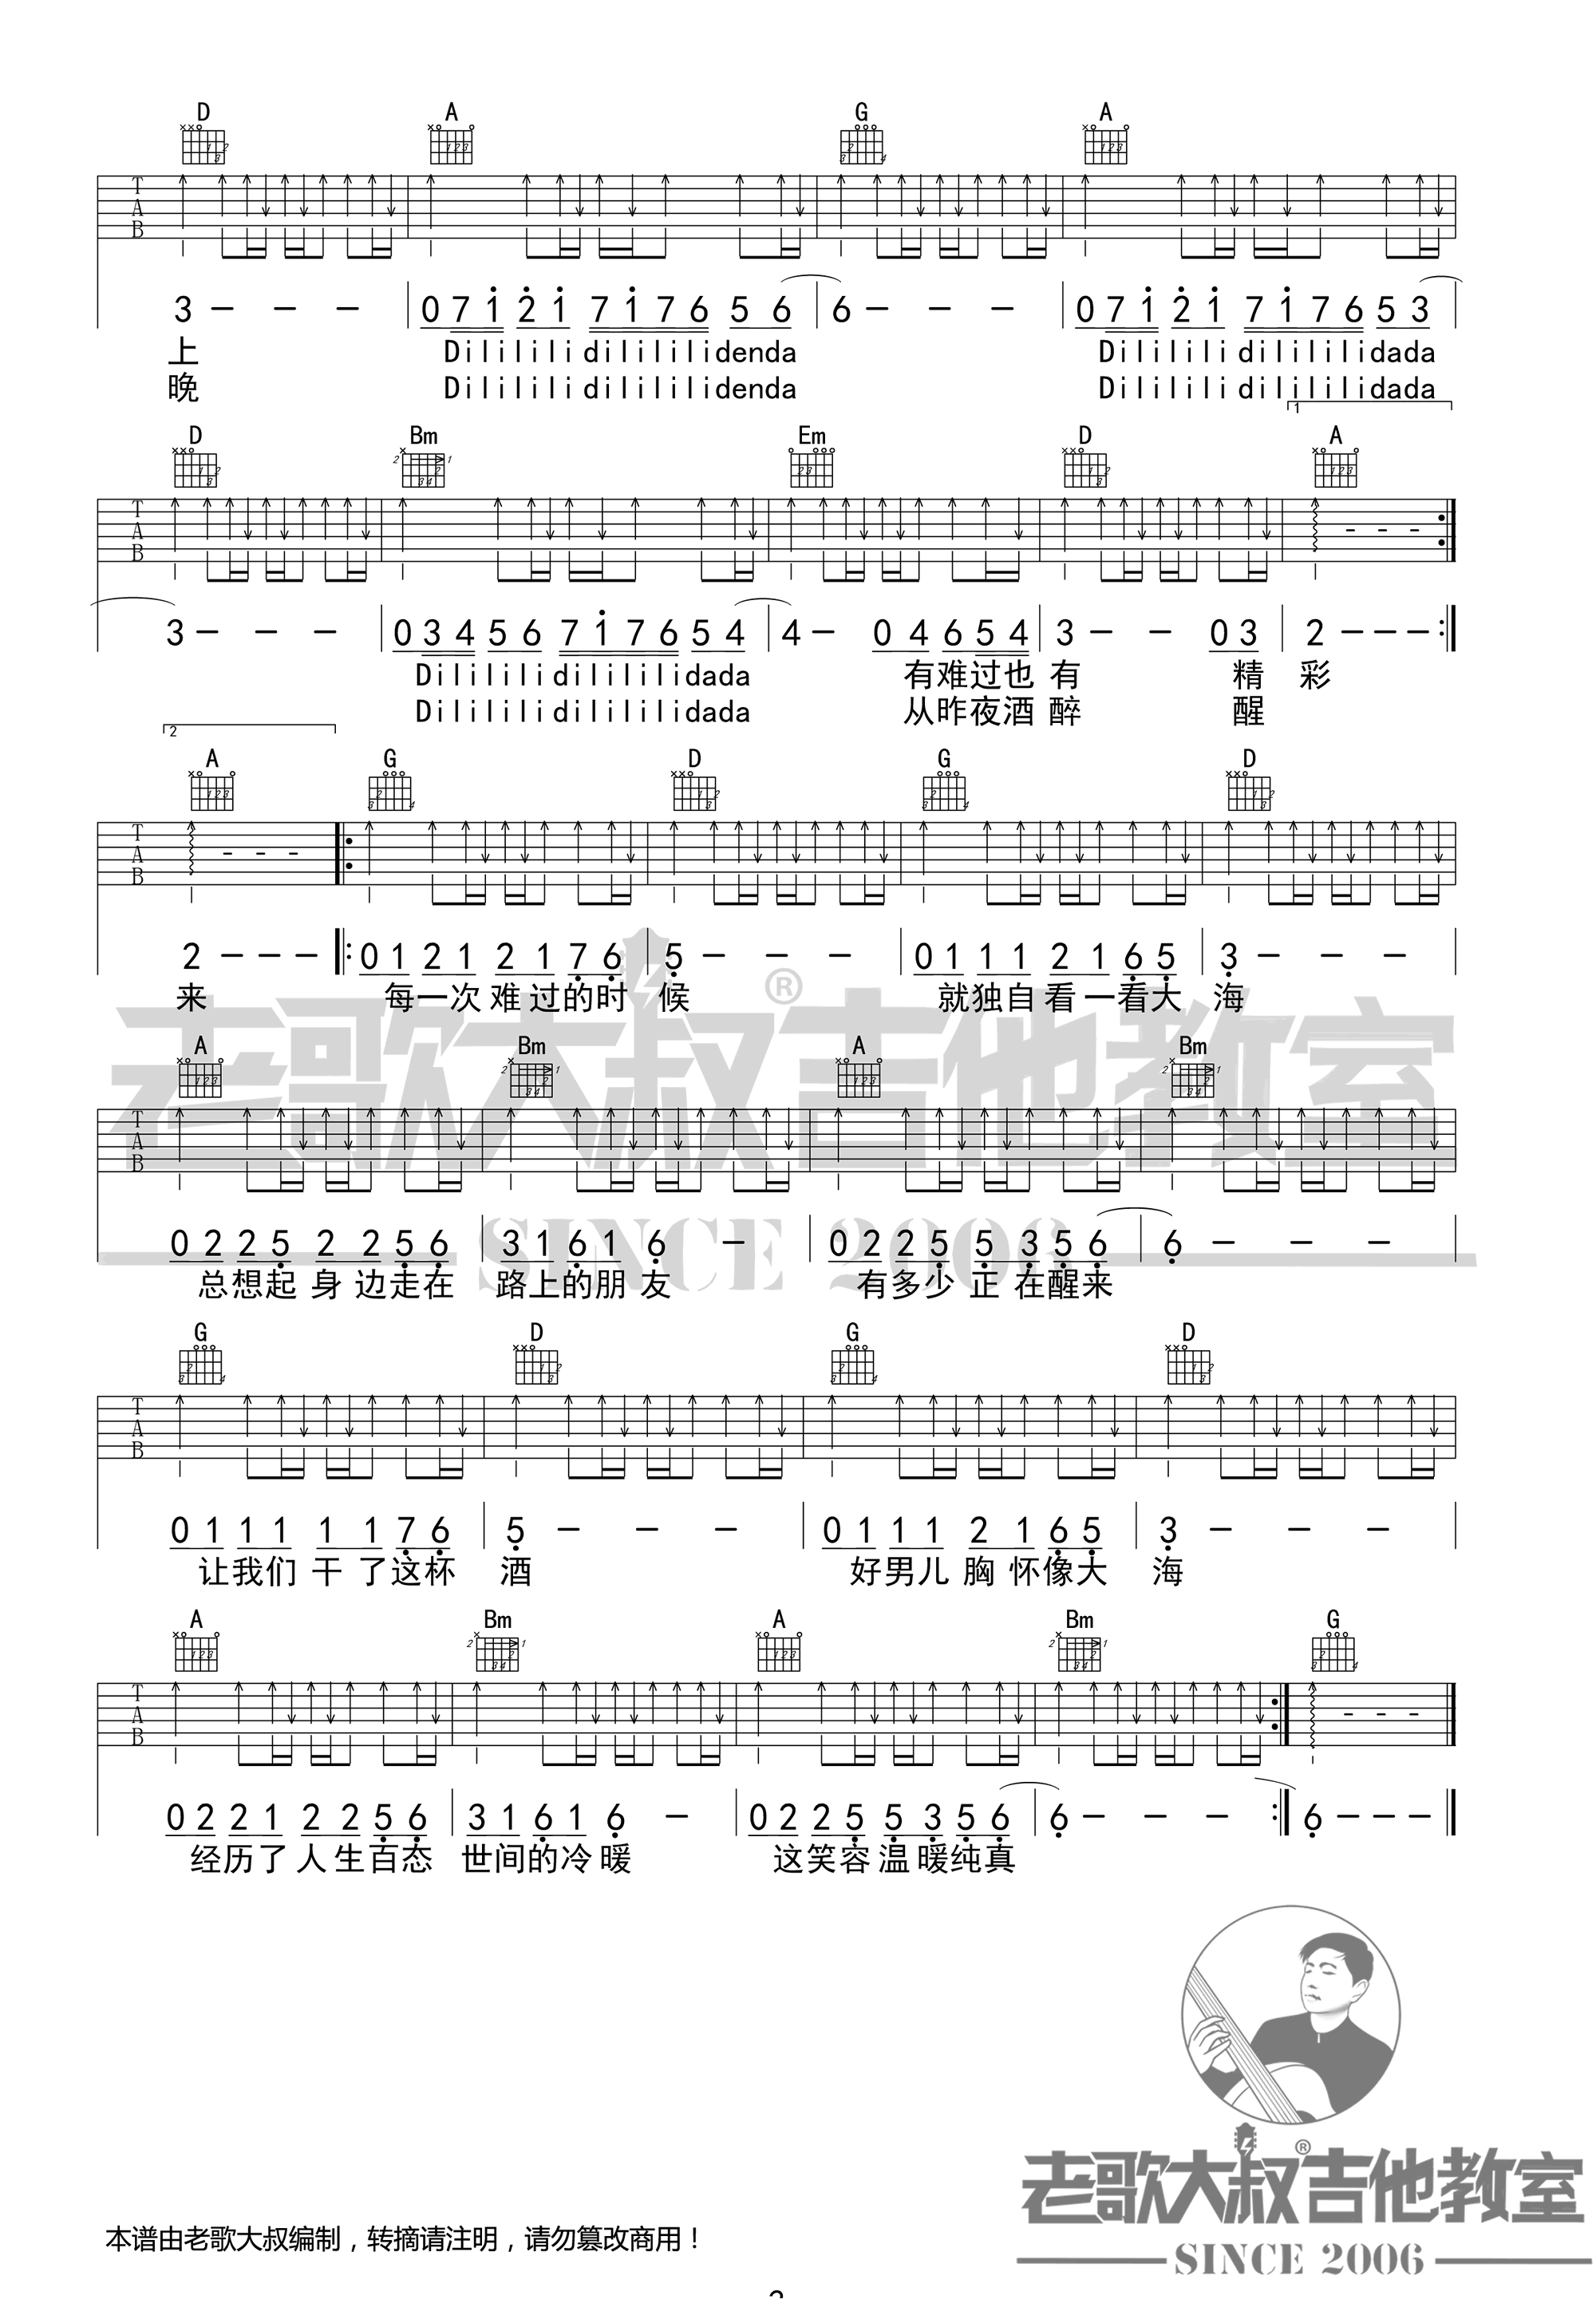 D A G A
T A B
3 — — — 0 7 1 2 1 7 1 7 6 5 6 6 — — — 0 7 1 2 1 7 1 7 6 5 3
上 Dilililidilililidenda Dilililidilililidada
晚 Dilililidilililidenda Dilililidilililidada
1
D Bm Em D A
T A B
3 — — — 0 3 4 5 6 7 1 7 6 5 4 4 — 0 4 6 5 4 3 — — 0 3 2 — — —
Dilililidilililidada 有难过也有 精 彩
Dilililidilililidada 从昨夜酒醉 醒
2
A G D G D
T A B
2 — — — 0 1 2 1 2 1 7 6 5 — — — 0 1 1 1 2 1 6 5 3 — — —
来 每一次难过的时 候 就独自看一看大 海
老歌大叔®吉他教室
A Bm A Bm
T A B
0 2 2 5 2 2 5 6 3 1 6 1 6 — 0 2 2 5 5 3 5 6 6 — — —
SINCE 2006
总想起 身 边走在 路上的朋 友 有多少 正 在醒来
G D G D
T A B
0 1 1 1 1 1 7 6 5 — — — 0 1 1 1 2 1 6 5 3 — — —
让我们 干 了这杯 酒 好男儿 胸 怀像大 海
A Bm A Bm G
T A B
0 2 2 1 2 2 5 6 3 1 6 1 6 — 0 2 2 5 5 3 5 6 6 — — — 6 — — —
经历了人生百态 世间的冷暖 这笑容温暖纯真
老歌大叔®吉他教室
SINCE 2006
本谱由老歌大叔编制，转摘请注明，请勿篡改商用！